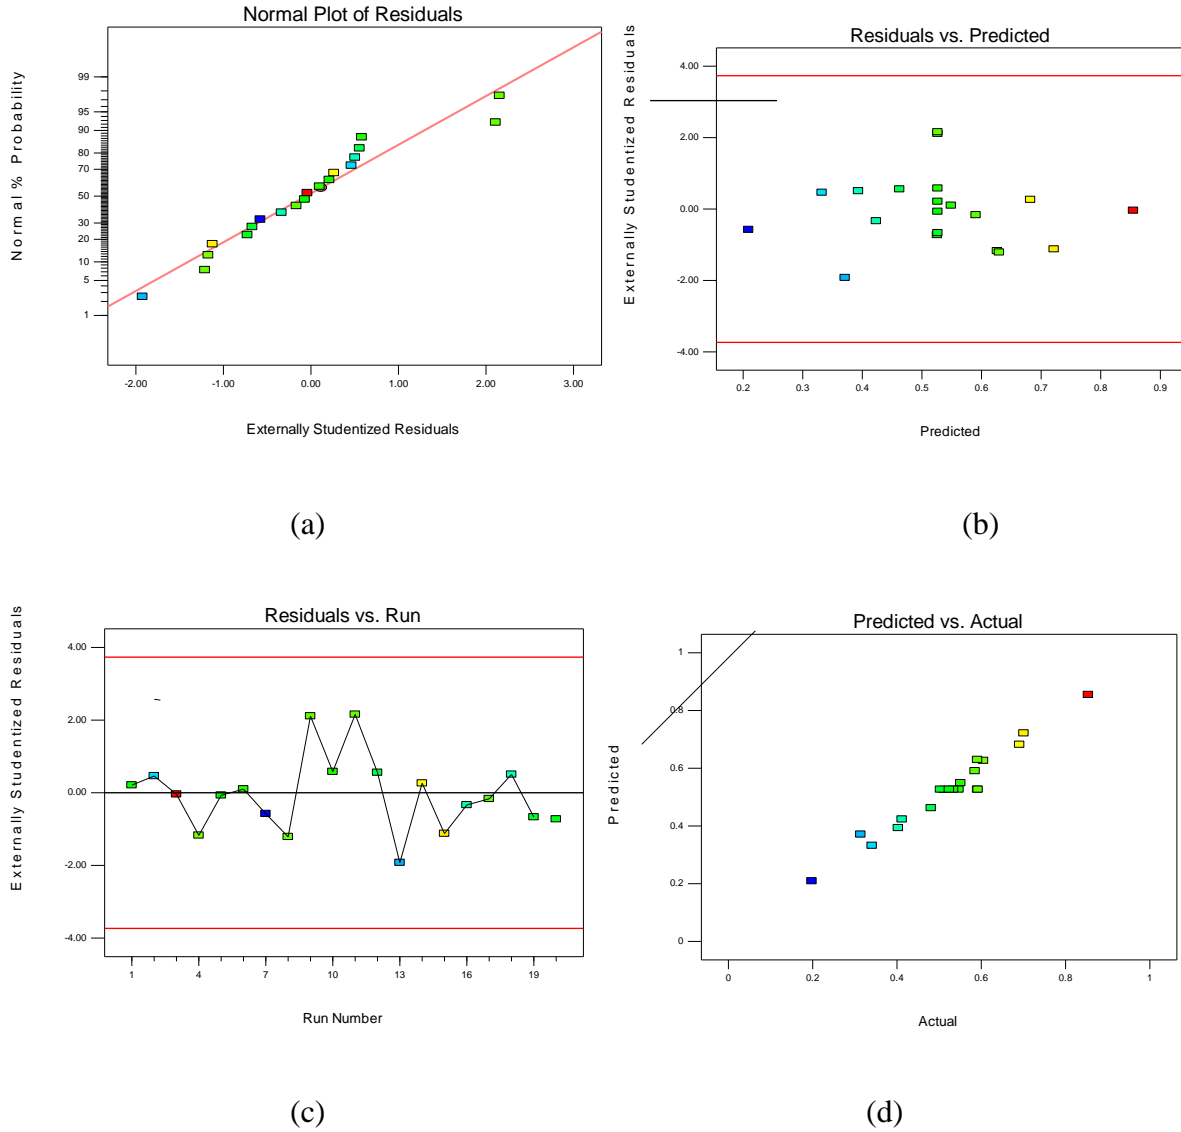 Normal Plot of Residuals
Normal % Probability
99
95
90
80
70
50
30
20
10
5
1
-2.00 -1.00 0.00 1.00 2.00 3.00
Externally Studentized Residuals
(a)
Residuals vs. Predicted
Externally Studentized Residuals
4.00
2.00
0.00
-2.00
-4.00
0.2 0.3 0.4 0.5 0.6 0.7 0.8 0.9
Predicted
(b)
Residuals vs. Run
Externally Studentized Residuals
4.00
2.00
0.00
-2.00
-4.00
1 4 7 10 13 16 19
Run Number
(c)
Predicted vs. Actual
Predicted
1
0.8
0.6
0.4
0.2
0
0 0.2 0.4 0.6 0.8 1
Actual
(d)